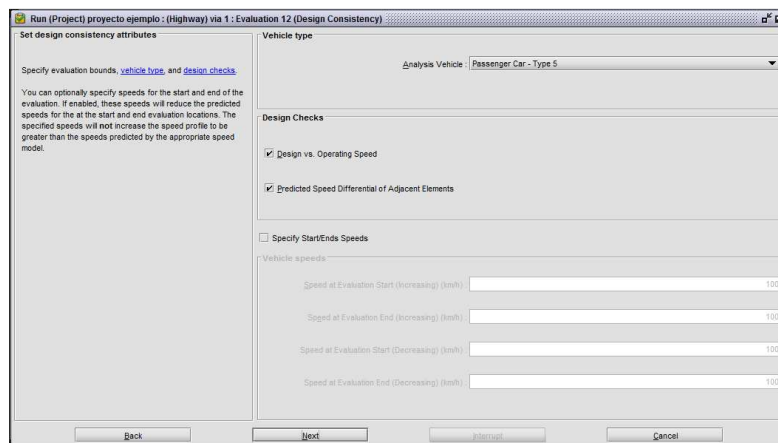 Run (Project) proyecto ejemplo : (Highway) via 1 : Evaluation 12 (Design Consistency)
Set design consistency attributes
Specify evaluation bounds, vehicle type, and design checks.
You can optionally specify speeds for the start and end of the
evaluation. If enabled, these speeds will reduce the predicted
speeds for the at the start and end evaluation locations. The
specified speeds will not increase the speed profile to be
greater than the speeds predicted by the appropriate speed
model.
Vehicle type
Analysis Vehicle : Passenger Car - Type 5
Design Checks
Design vs. Operating Speed
Predicted Speed Differential of Adjacent Elements
Specify Start/Ends Speeds
Vehicle speeds
Speed at Evaluation Start (Increasing) (km/h) 100
Speed at Evaluation End (Increasing) (km/h) 100
Speed at Evaluation Start (Decreasing) (km/h) 100
Speed at Evaluation End (Decreasing) (km/h) 100
Back Next Interrupt Cancel